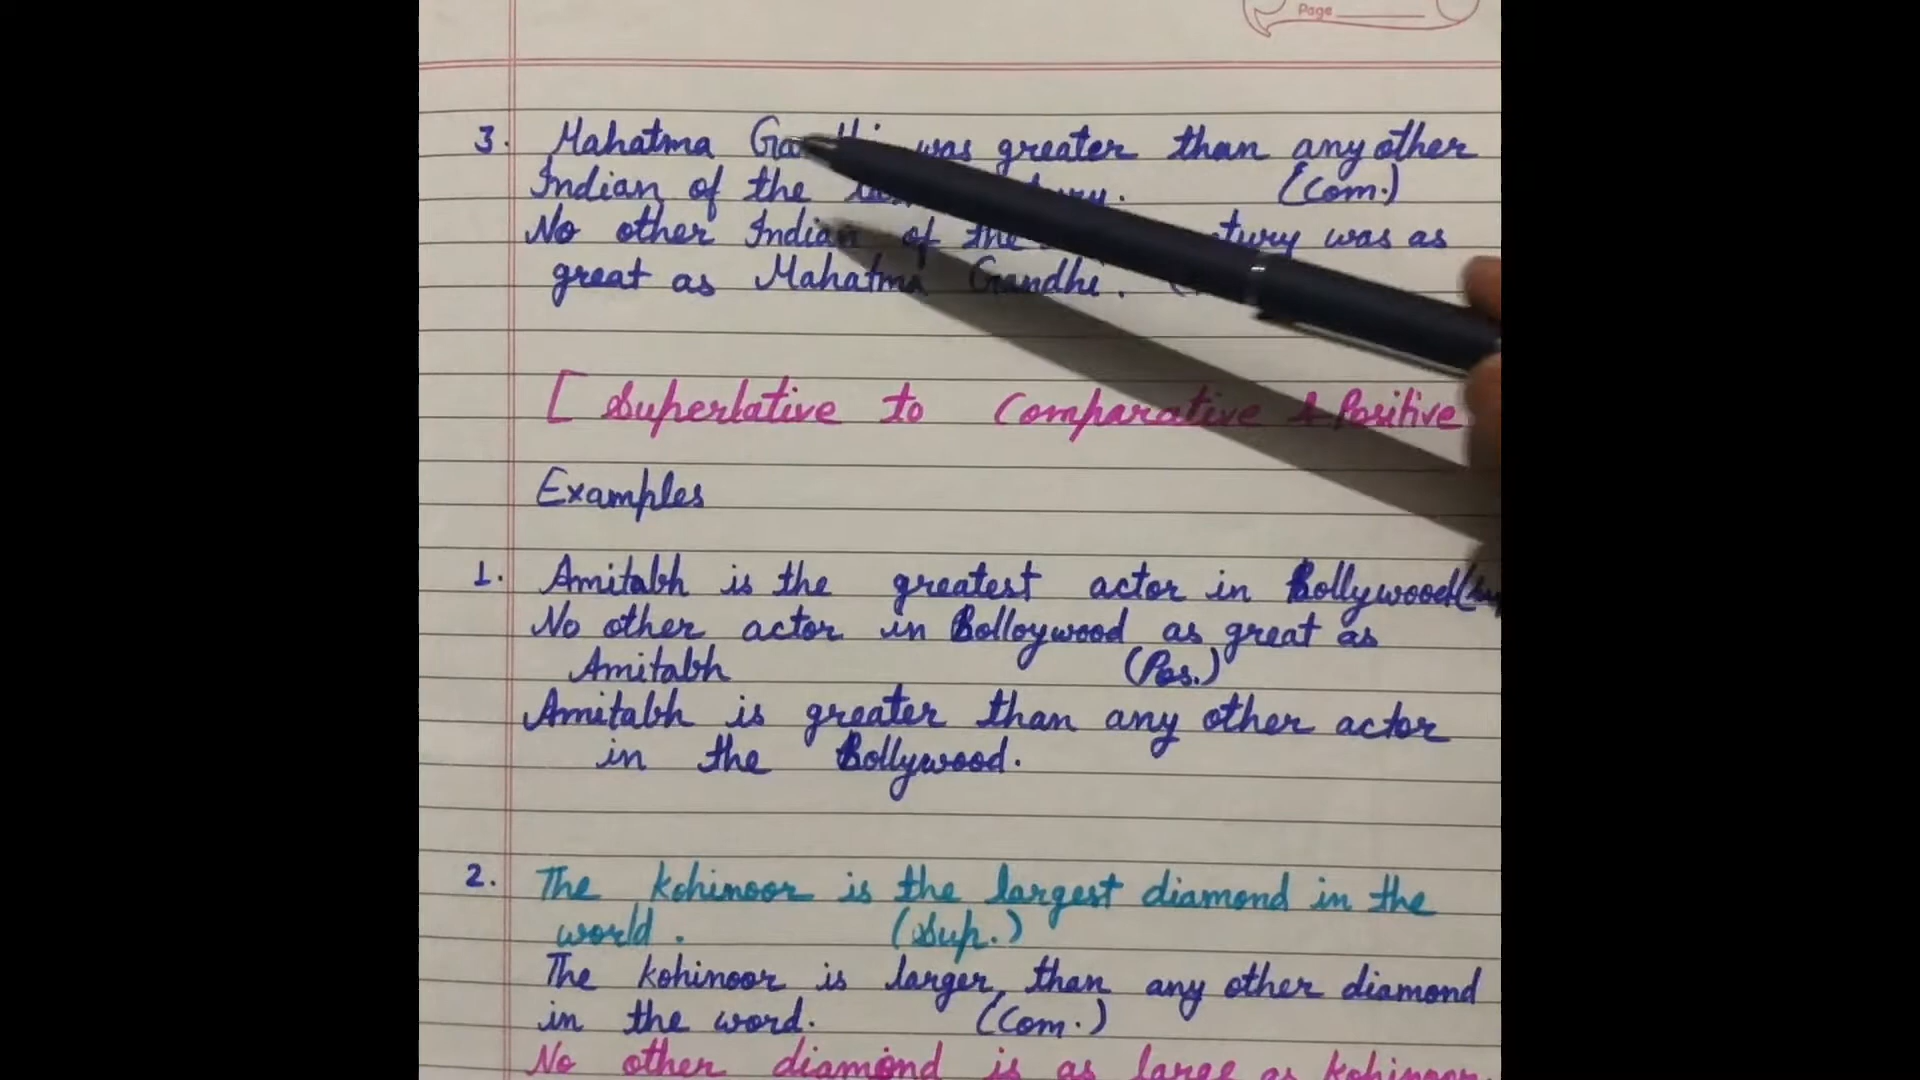 Page
3. Mahatma was greater than any other
Indian of the (Com.)
No other Indian of the was as
great as Mahatma Gandhi.
[ Superlative to Comparative & Positive
Examples
1. Amitabh is the greatest actor in Bollywood
No other actor in Bolloywood as great as
Amitabh (Pos.)
Amitabh is greater than any other actor
in the Bollywood.
2. The kohinoor is the largest diamond in the
world. (Sup.)
The kohinoor is larger than any other diamond
in the word. (Com.)
No other diamond is as large as kohinoor.